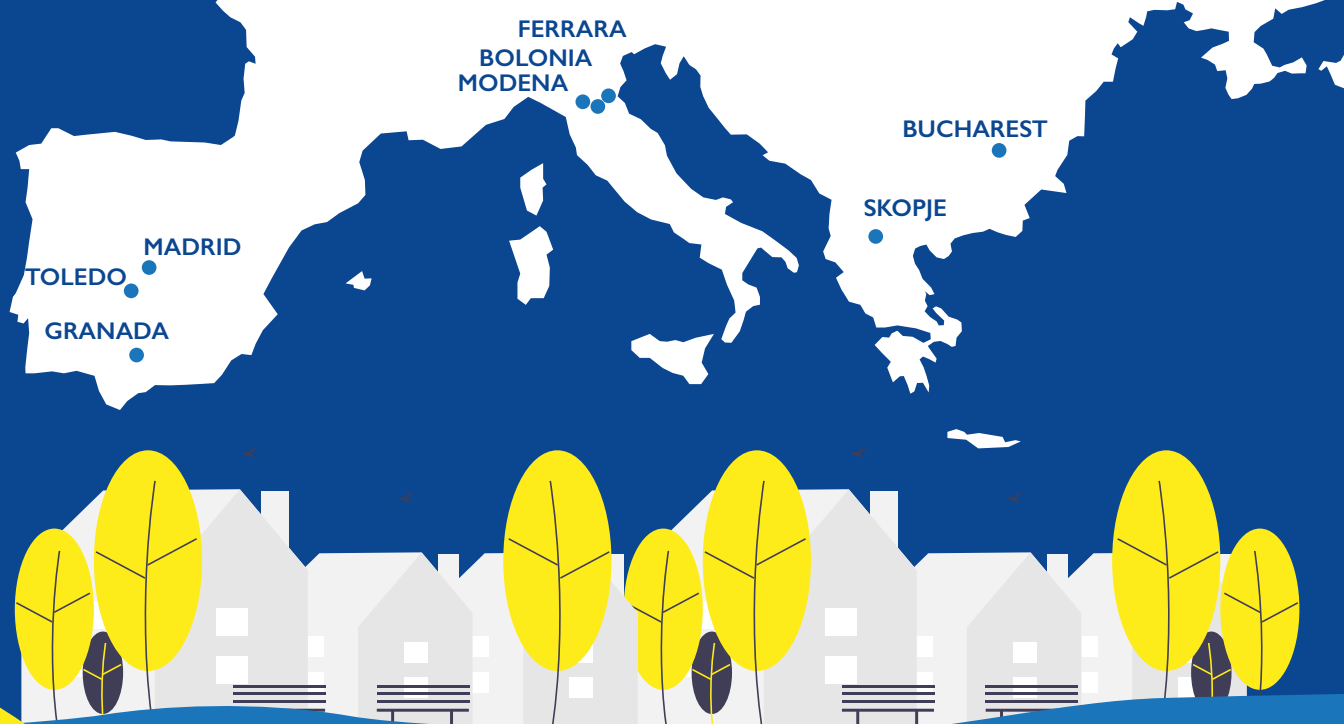 FERRARA
BOLONIA
MODENA
BUCHAREST
SKOPJE
MADRID
TOLEDO
GRANADA